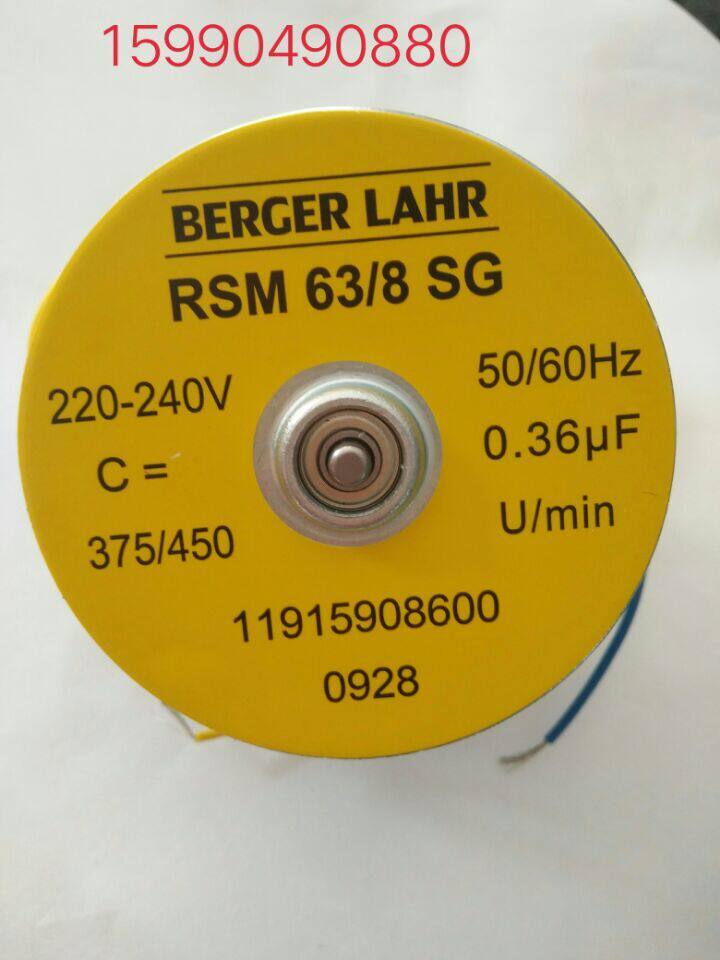 15990490880
BERGER LAHR
RSM 63/8 SG
220-240V 50/60Hz
C = 0.36µF
375/450 U/min
11915908600
0928